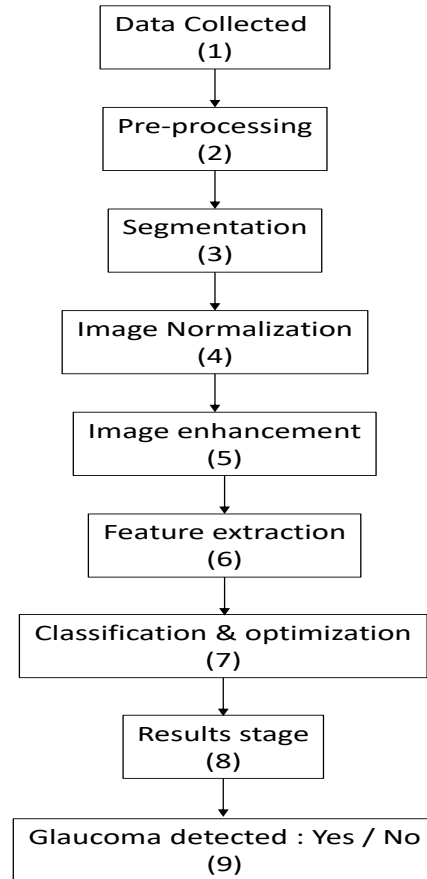 Data Collected
(1)
Pre-processing
(2)
Segmentation
(3)
Image Normalization
(4)
Image enhancement
(5)
Feature extraction
(6)
Classification & optimization
(7)
Results stage
(8)
Glaucoma detected : Yes / No
(9)